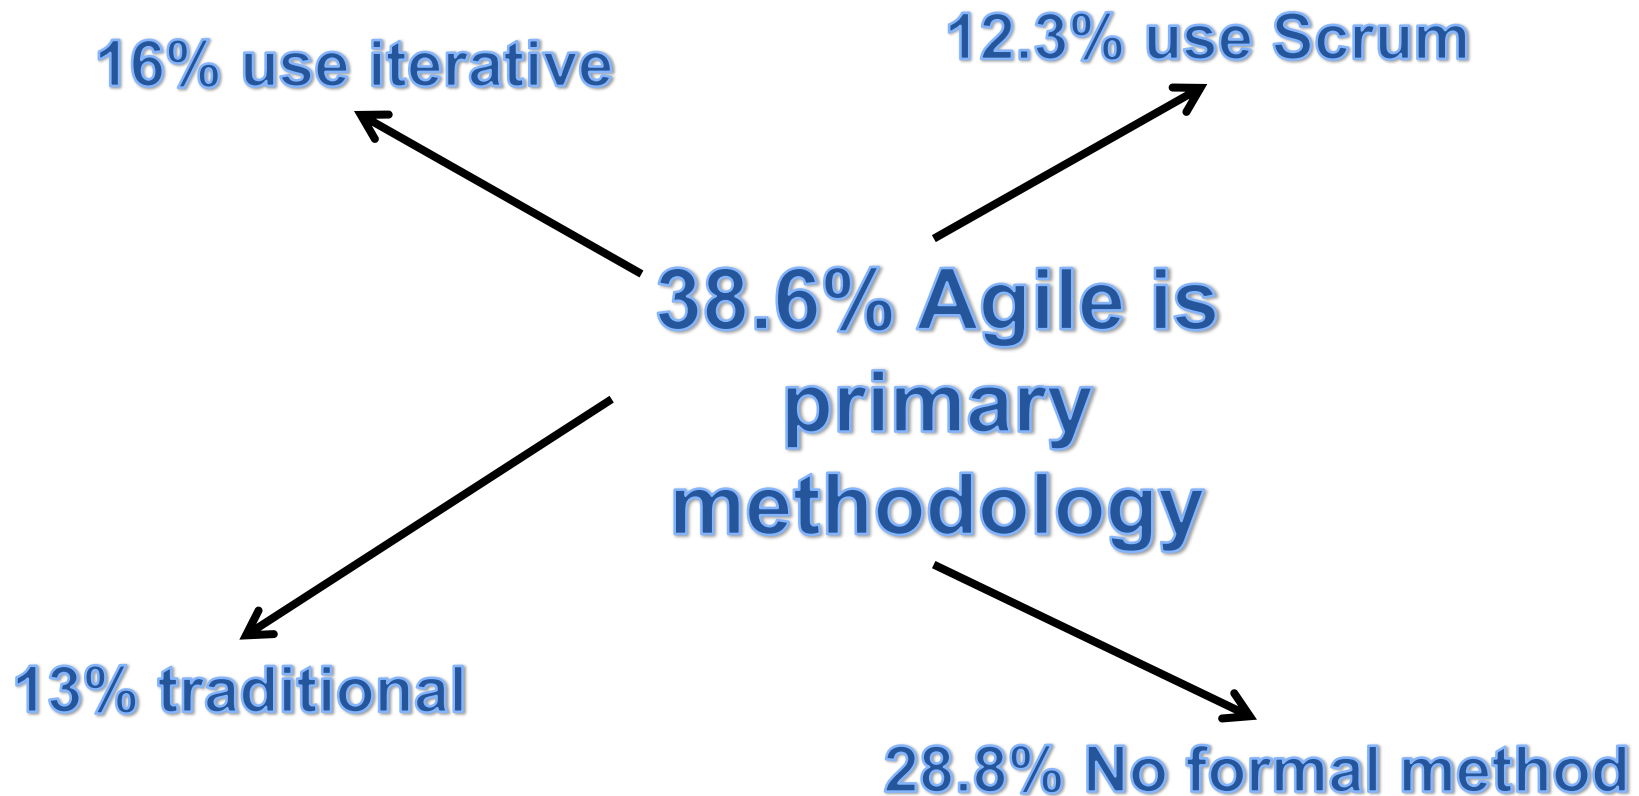 16% use iterative
12.3% use Scrum
38.6% Agile is
primary
methodology
13% traditional
28.8% No formal method